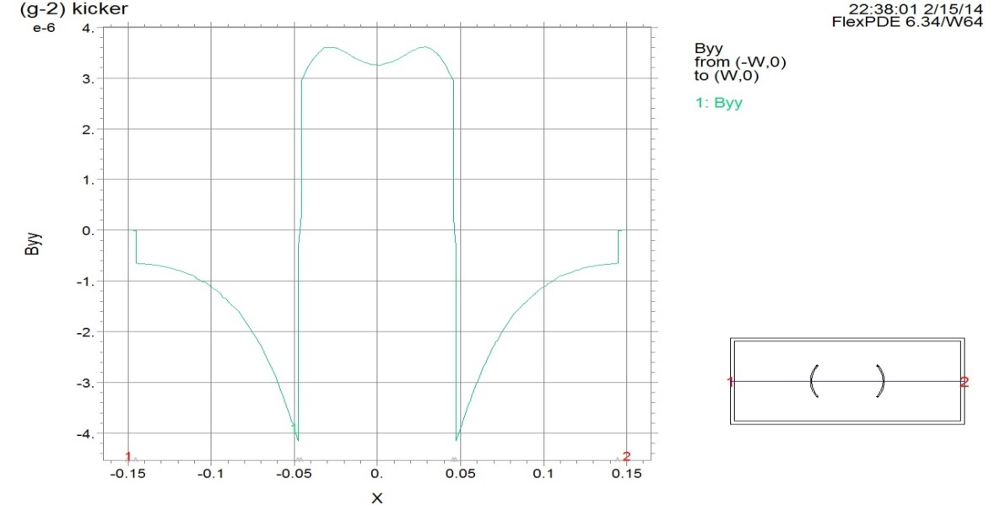 (g-2) kicker
22:38:01 2/15/14
FlexPDE 6.34/W64
e-6
4.
3.
2.
1.
0.
-1.
-2.
-3.
-4.
Byy
1
2
-0.15
-0.1
-0.05
0.
0.05
0.1
0.15
X
Byy
from (-W,0)
to (W,0)
1: Byy
1
2